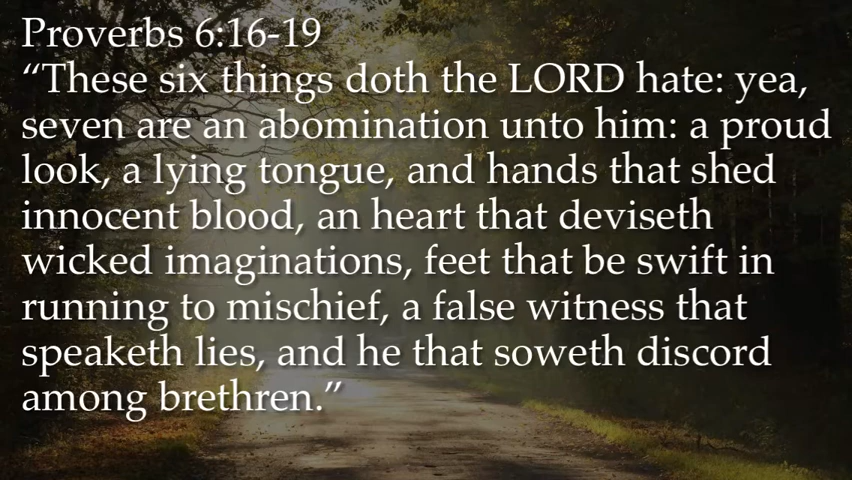 Proverbs 6:16-19
“These six things doth the LORD hate: yea,
seven are an abomination unto him: a proud
look, a lying tongue, and hands that shed
innocent blood, an heart that deviseth
wicked imaginations, feet that be swift in
running to mischief, a false witness that
speaketh lies, and he that soweth discord
among brethren.”